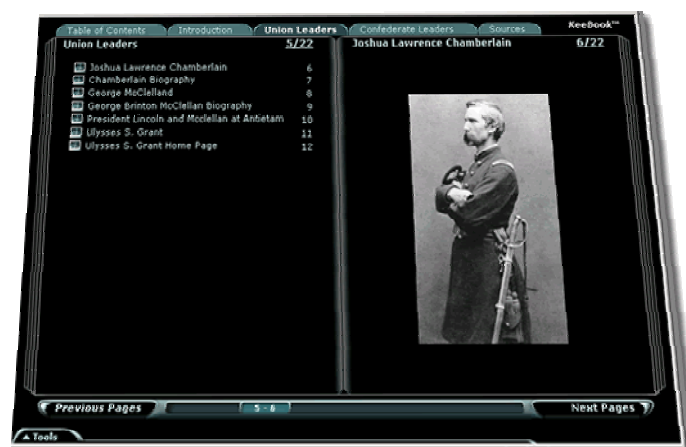 Table of Contents
Introduction
Union Leaders
Confederate Leaders
Sources
KeeBook™
Union Leaders 5/22
Joshua Lawrence Chamberlain 6/22
Joshua Lawrence Chamberlain 6
Chamberlain Biography 7
George McClelland 8
George Brinton McClellan Biography 9
President Lincoln and Mcclellan at Antietam 10
Ulysses S. Grant 11
Ulysses S. Grant Home Page 12
Previous Pages
5 - 6
Next Pages
Tools